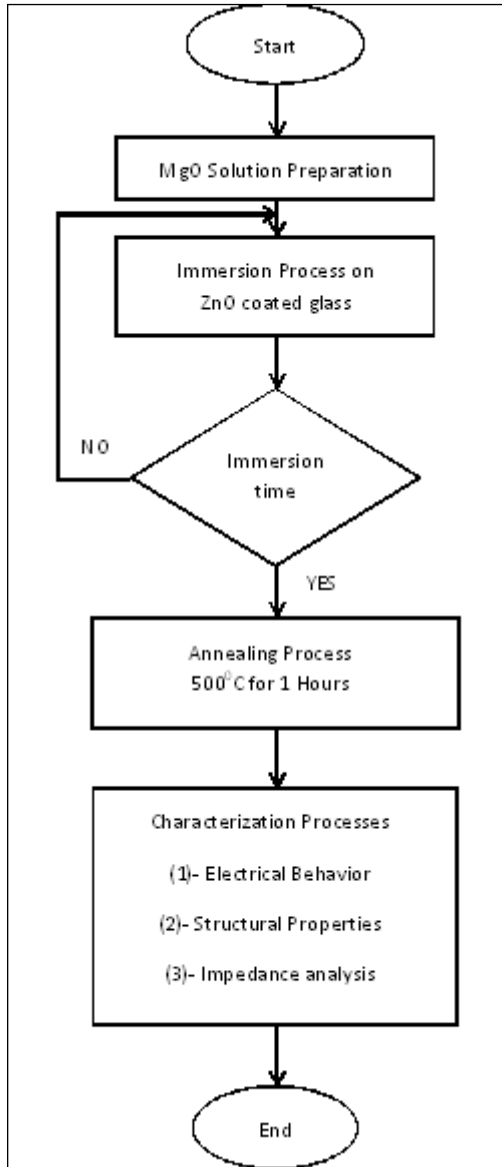 Start
MgO Solution Preparation
Immersion Process on
ZnO coated glass
Immersion
time
NO
YES
Annealing Process
500⁰C for 1 Hours
Characterization Processes
(1)- Electrical Behavior
(2)- Structural Properties
(3)- Impedance analysis
End